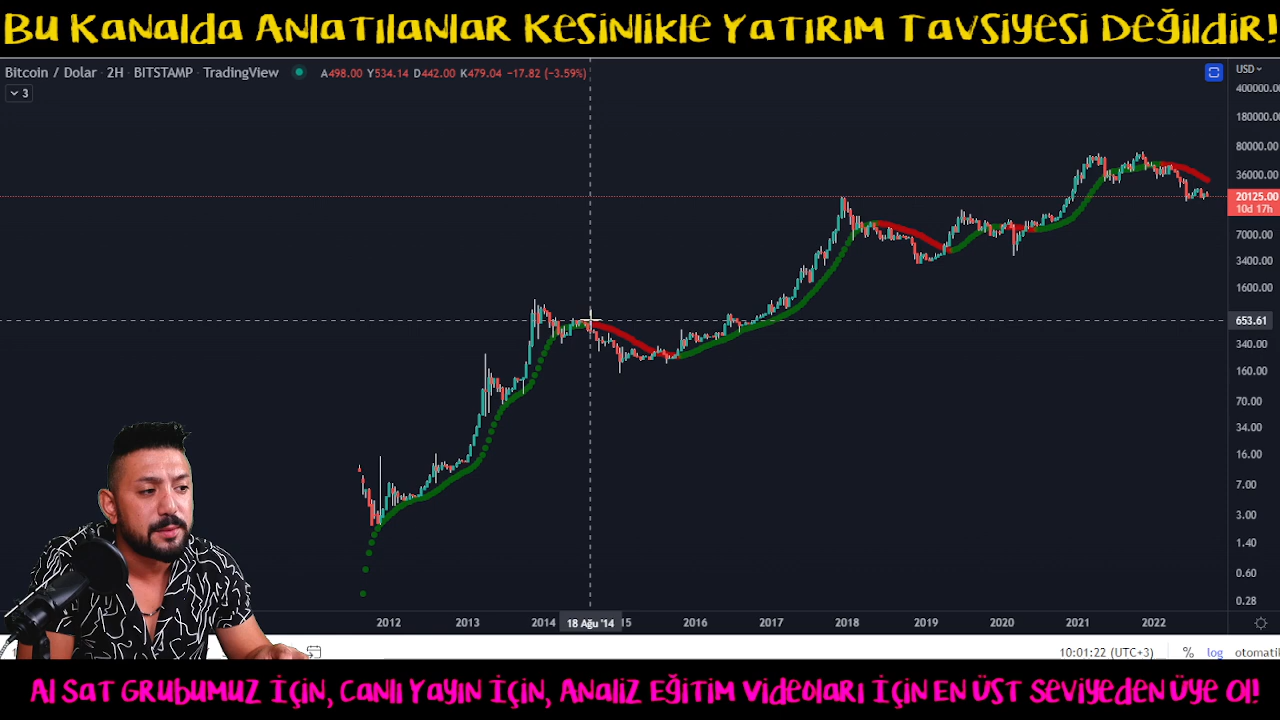 Bu Kanalda Anlatılanlar Kesinlikle Yatırım Tavsiyesi Değildir!
Bitcoin / Dolar · 2H · BITSTAMP · TradingView A498.00 Y534.14 D442.00 K479.04 -17.82 (-3.59%)
3
USD
400000.00
180000.00
80000.00
36000.00
20125.00
10d 17h
7000.00
3400.00
1600.00
653.61
340.00
160.00
70.00
34.00
16.00
7.00
3.00
1.40
0.60
0.28
2012 2013 2014 18 Ağu '14 15 2016 2017 2018 2019 2020 2021 2022
10:01:22 (UTC+3) % log otomatik
Al Sat Grubumuz İçin, Canlı Yayın İçin, Analiz Eğitim Videoları İçin En Üst Seviyeden Üye Ol!